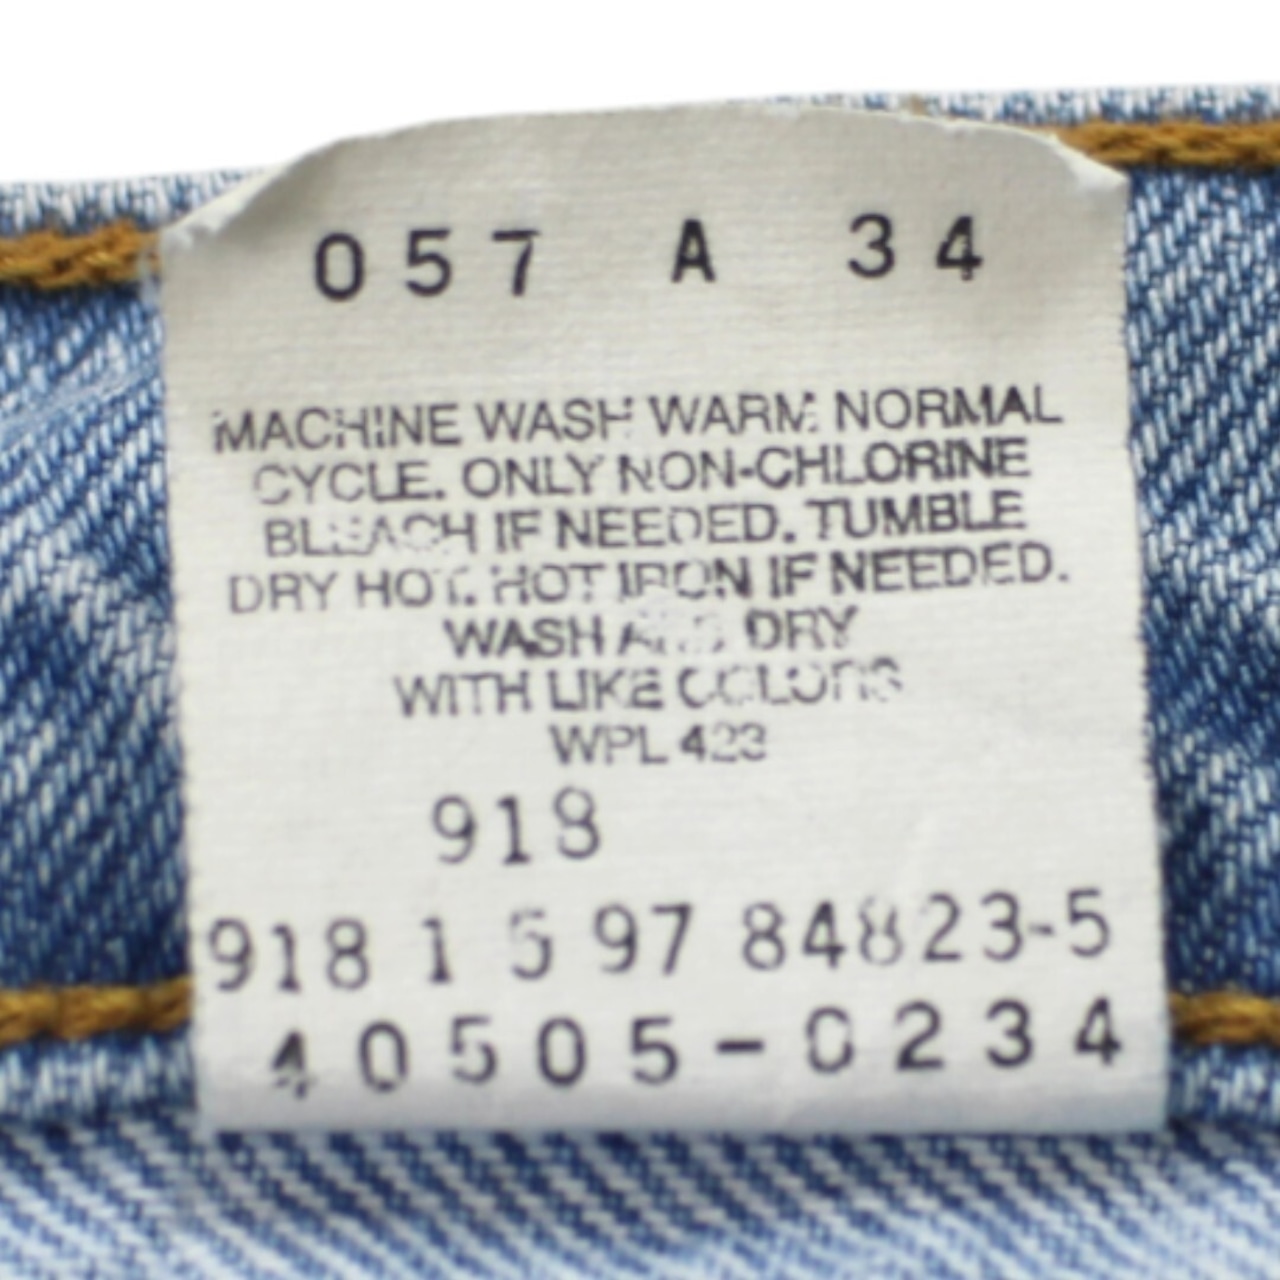 057 A 34
MACHINE WASH WARM NORMAL
CYCLE. ONLY NON-CHLORINE
BLEACH IF NEEDED. TUMBLE
DRY HOT. HOT IRON IF NEEDED.
WASH AND DRY
WITH LIKE COLORS
WPL 423
918
918 1 5 97 84823-5
40505-0234